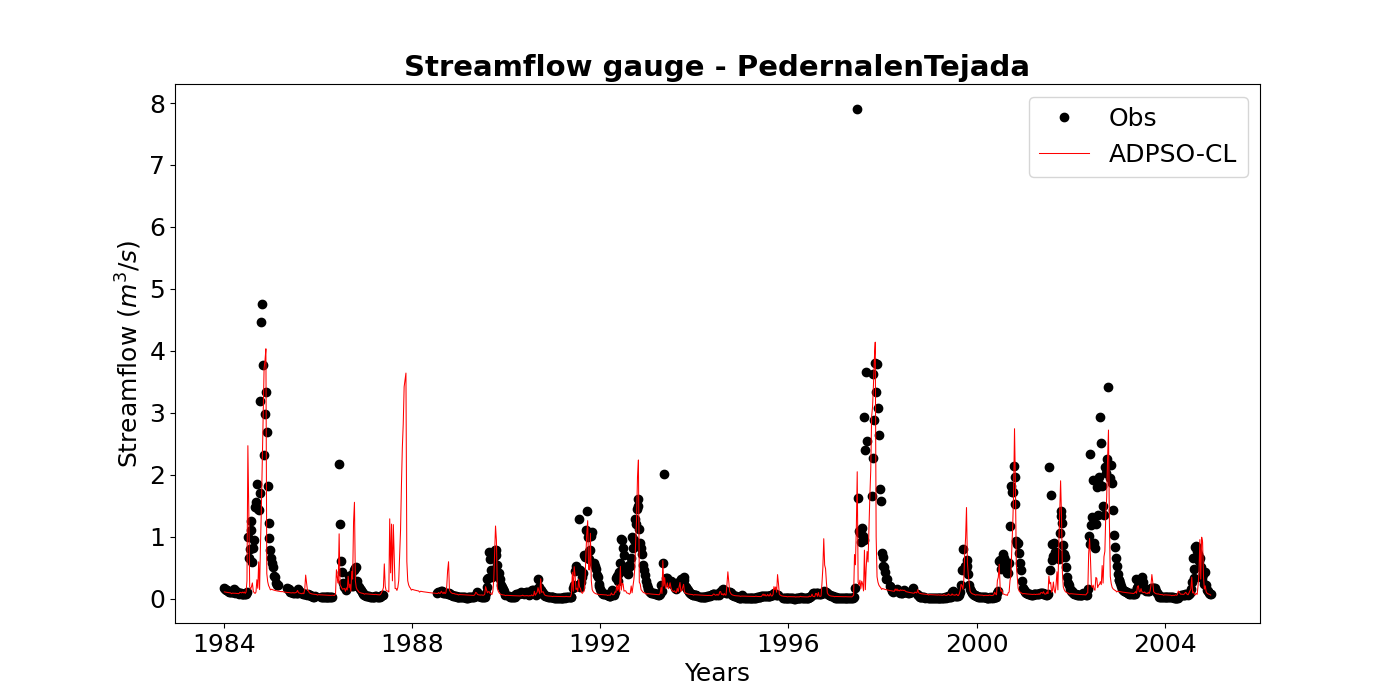 Streamflow gauge - PedernalenTejada
Obs
ADPSO-CL
Streamflow (m³/s)
8
7
6
5
4
3
2
1
0
1984 1988 1992 1996 2000 2004
Years